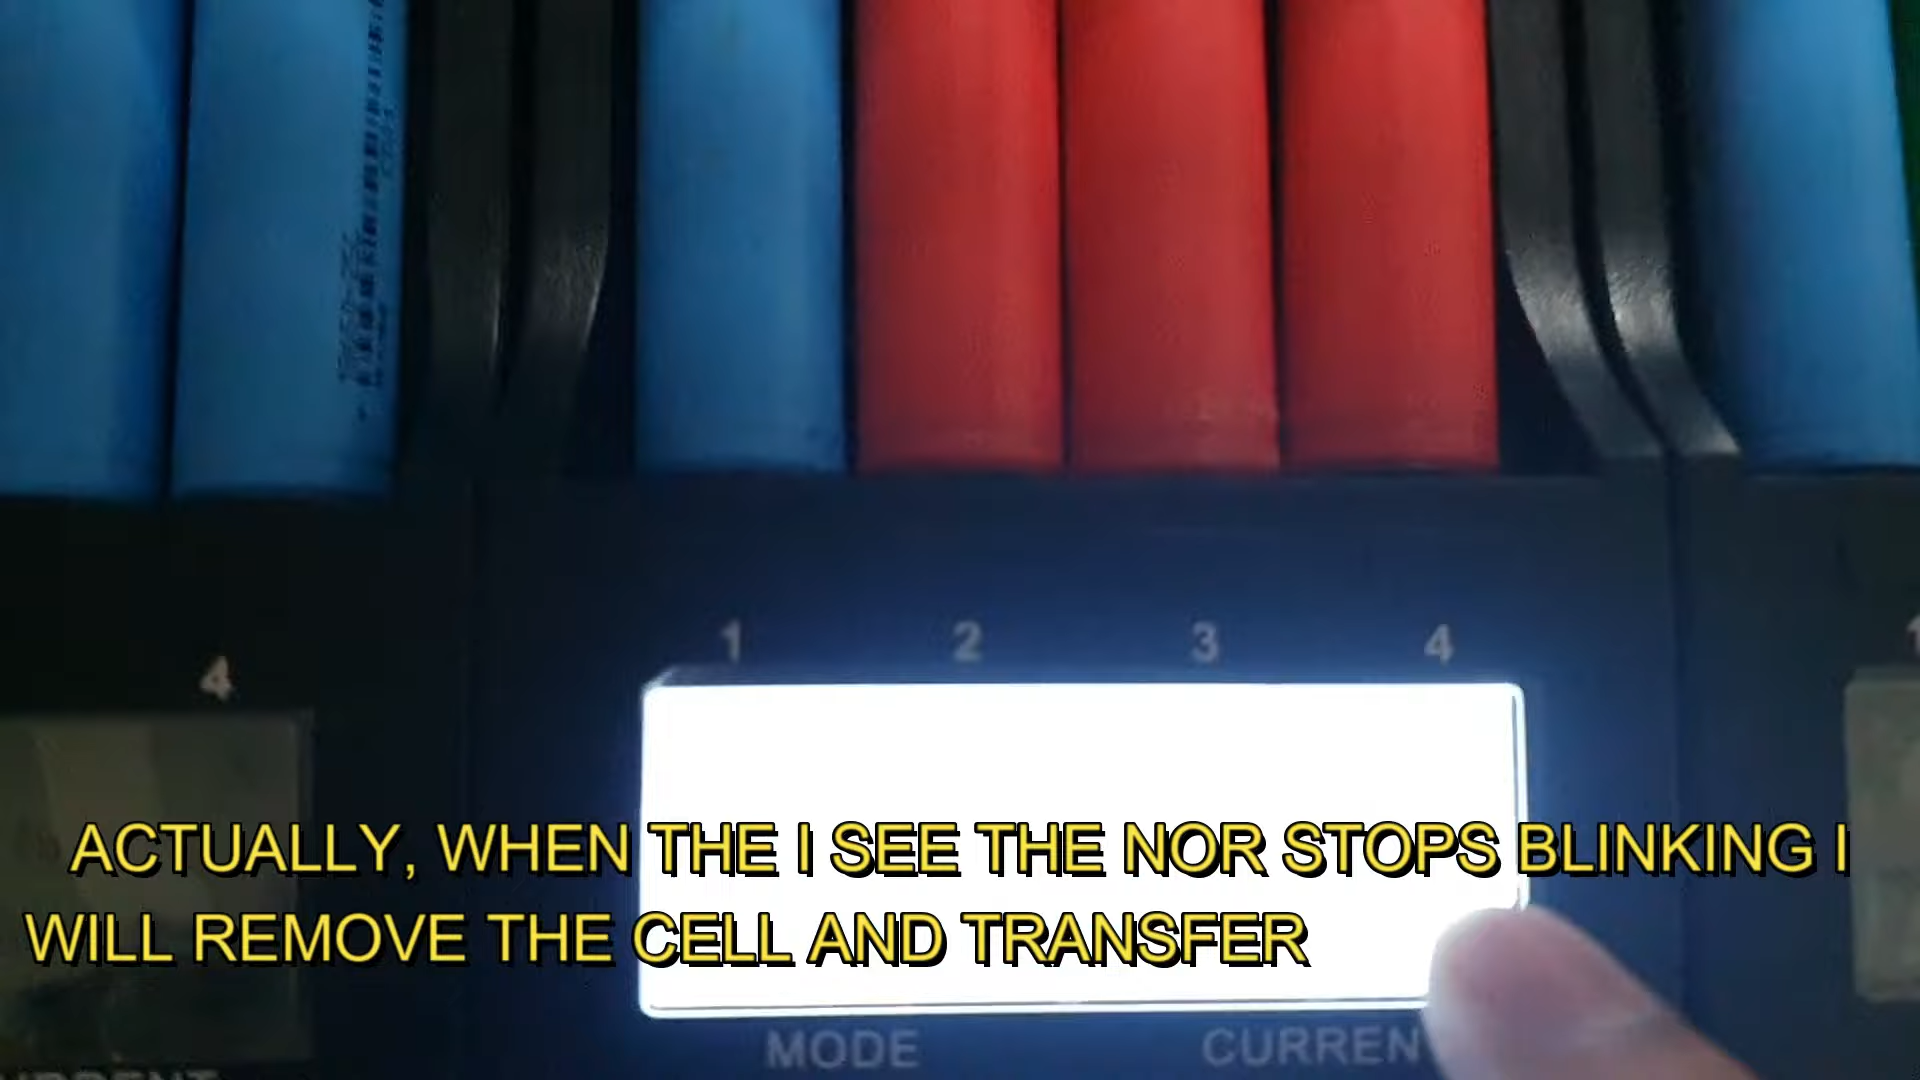 1 2 3 4
4
ACTUALLY, WHEN THE I SEE THE NOR STOPS BLINKING I
WILL REMOVE THE CELL AND TRANSFER
MODE CURREN